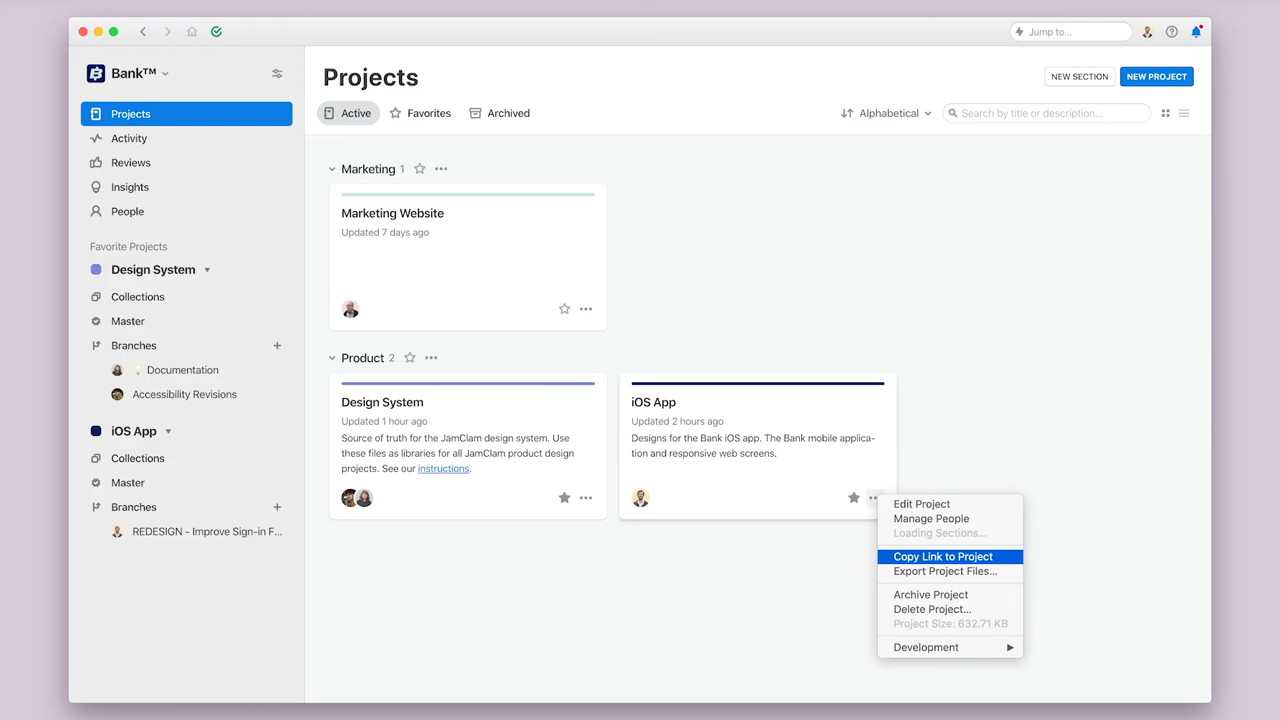 Jump to...
Bank™
Projects
Activity
Reviews
Insights
People
Favorite Projects
Design System
Collections
Master
Branches
Documentation
Accessibility Revisions
iOS App
Collections
Master
Branches
REDESIGN - Improve Sign-in F...
Projects
NEW SECTION
NEW PROJECT
Active
Favorites
Archived
Alphabetical
Search by title or description...
Marketing 1
Marketing Website
Updated 7 days ago
Product 2
Design System
Updated 1 hour ago
Source of truth for the JamClam design system. Use
these files as libraries for all JamClam product design
projects. See our instructions.
iOS App
Updated 2 hours ago
Designs for the Bank iOS app. The Bank mobile applica-
tion and responsive web screens.
Edit Project
Manage People
Loading Sections...
Copy Link to Project
Export Project Files...
Archive Project
Delete Project...
Project Size: 632.71 KB
Development